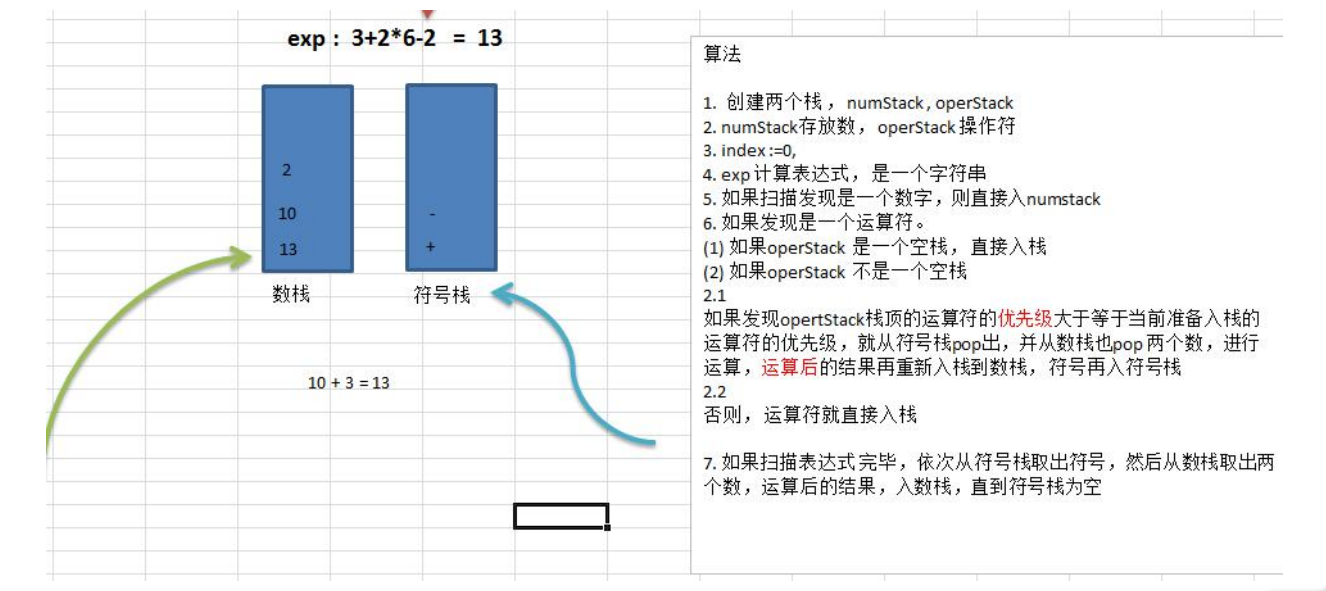 exp : 3+2*6-2 = 13
2
10
13
-
+
数栈
符号栈
10 + 3 = 13
算法
1. 创建两个栈，numStack , operStack
2. numStack存放数，operStack 操作符
3. index :=0,
4. exp 计算表达式，是一个字符串
5. 如果扫描发现是一个数字，则直接入numstack
6. 如果发现是一个运算符。
(1) 如果operStack 是一个空栈，直接入栈
(2) 如果operStack 不是一个空栈
2.1
如果发现opertStack栈顶的运算符的优先级大于等于当前准备入栈的
运算符的优先级，就从符号栈pop出，并从数栈也pop 两个数，进行
运算，运算后的结果再重新入栈到数栈，符号再入符号栈
2.2
否则，运算符就直接入栈
7. 如果扫描表达式 完毕，依次从符号栈取出符号，然后从数栈取出两
个数，运算后的结果，入数栈，直到符号栈为空